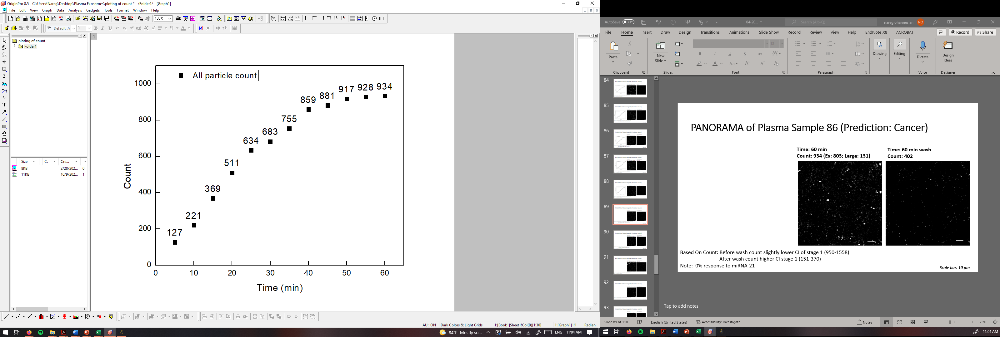 OriginPro 8.5 - C:\Users\Nareg\Desktop\Plasma Exosomes\ploting of count * - /Folder1/ - [Graph1]
File Edit View Graph Data Analysis Gadgets Tools Format Window Help
100%
Default: A 0 B I U
ploting of count
Folder1
1
Size C. Cre...
8KB 2/28/202... 0
11KB 10/9/202... 1
All particle count
1000
800
600
400
200
0
Count
127
221
369
511
634
683
755
859
881
917
928
934
0 10 20 30 40 50 60
Time (min)
AU : ON Dark Colors & Light Grids 1:[Book1]Sheet1!Col(B)[1:30] 1:[Graph1]1!1 Radian
84°F Mostly su... ENG 11:04 AM
AutoSave Off 04-20... Search (Alt+Q) nareg ohannesian NO
File Home Insert Draw Design Transitions Animations Slide Show Record Review View Help EndNote X8 ACROBAT Record Share
Paste New Slide 18 Drawing Editing Dictate Design Ideas
B I U S ab AV
Aa A A
Clipboard Slides Font Paragraph Voice Designer
84
85
86
87
88
89
90
91
92
93
PANORAMA of Plasma Sample 86 (Prediction: Cancer)
Time: 60 min
Count: 934 (Ex: 803; Large: 131)
Time: 60 min wash
Count: 402
Based On Count: Before wash count slightly lower CI of stage 1 (950-1558)
After wash count higher CI stage 1 (151-370)
Note: 0% response to miRNA-21
Scale bar: 10 μm
Tap to add notes
Slide 89 of 110 English (United States) Accessibility: Investigate Notes 75%
11:04 AM